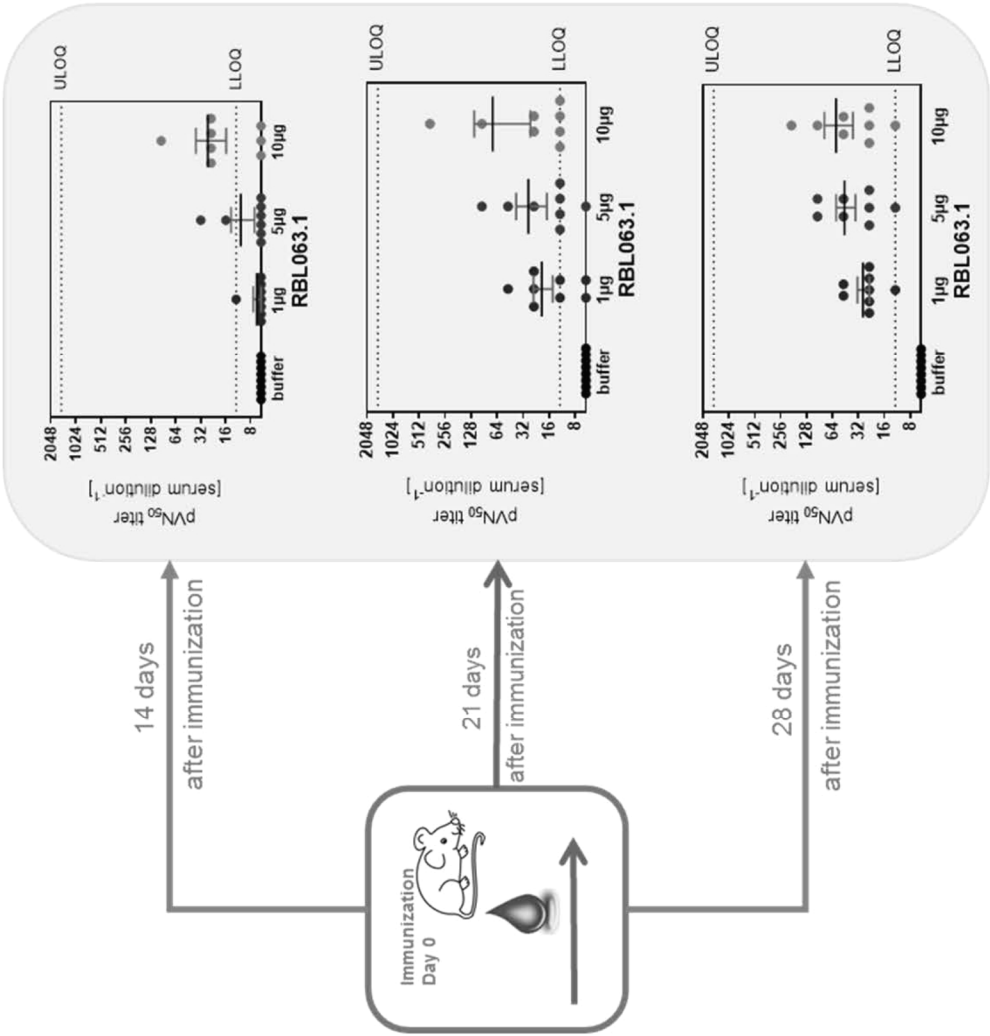 Immunization
Day 0
14 days
after immunization
21 days
after immunization
28 days
after immunization
pVN50 titer
[serum dilution-1]
2048
1024
512
256
128
64
32
16
8
ULOQ
LLOQ
buffer
1µg
5µg
10µg
RBL063.1
pVN50 titer
[serum dilution-1]
2048
1024
512
256
128
64
32
16
8
ULOQ
LLOQ
buffer
1µg
5µg
10µg
RBL063.1
pVN50 titer
[serum dilution-1]
2048
1024
512
256
128
64
32
16
8
ULOQ
LLOQ
buffer
1µg
5µg
10µg
RBL063.1